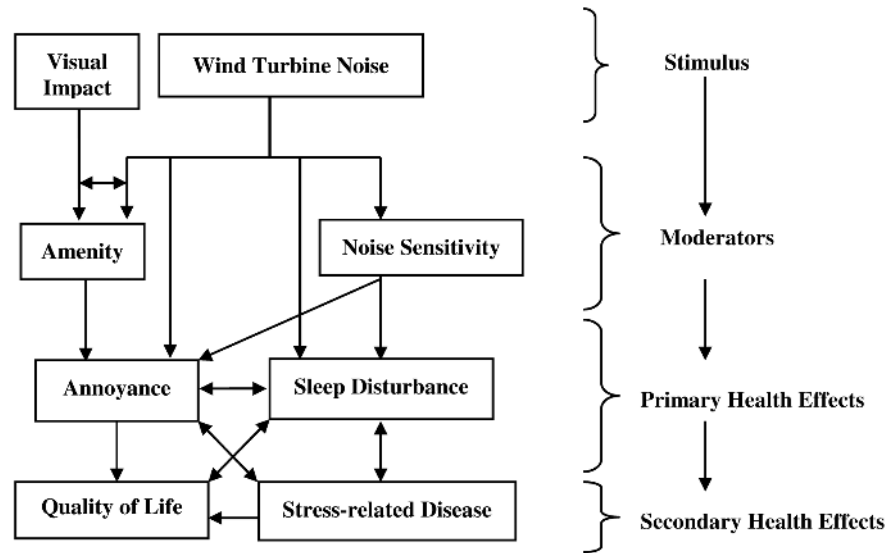 Visual
Impact
Wind Turbine Noise
Stimulus
Amenity
Noise Sensitivity
Moderators
Annoyance
Sleep Disturbance
Primary Health Effects
Quality of Life
Stress-related Disease
Secondary Health Effects